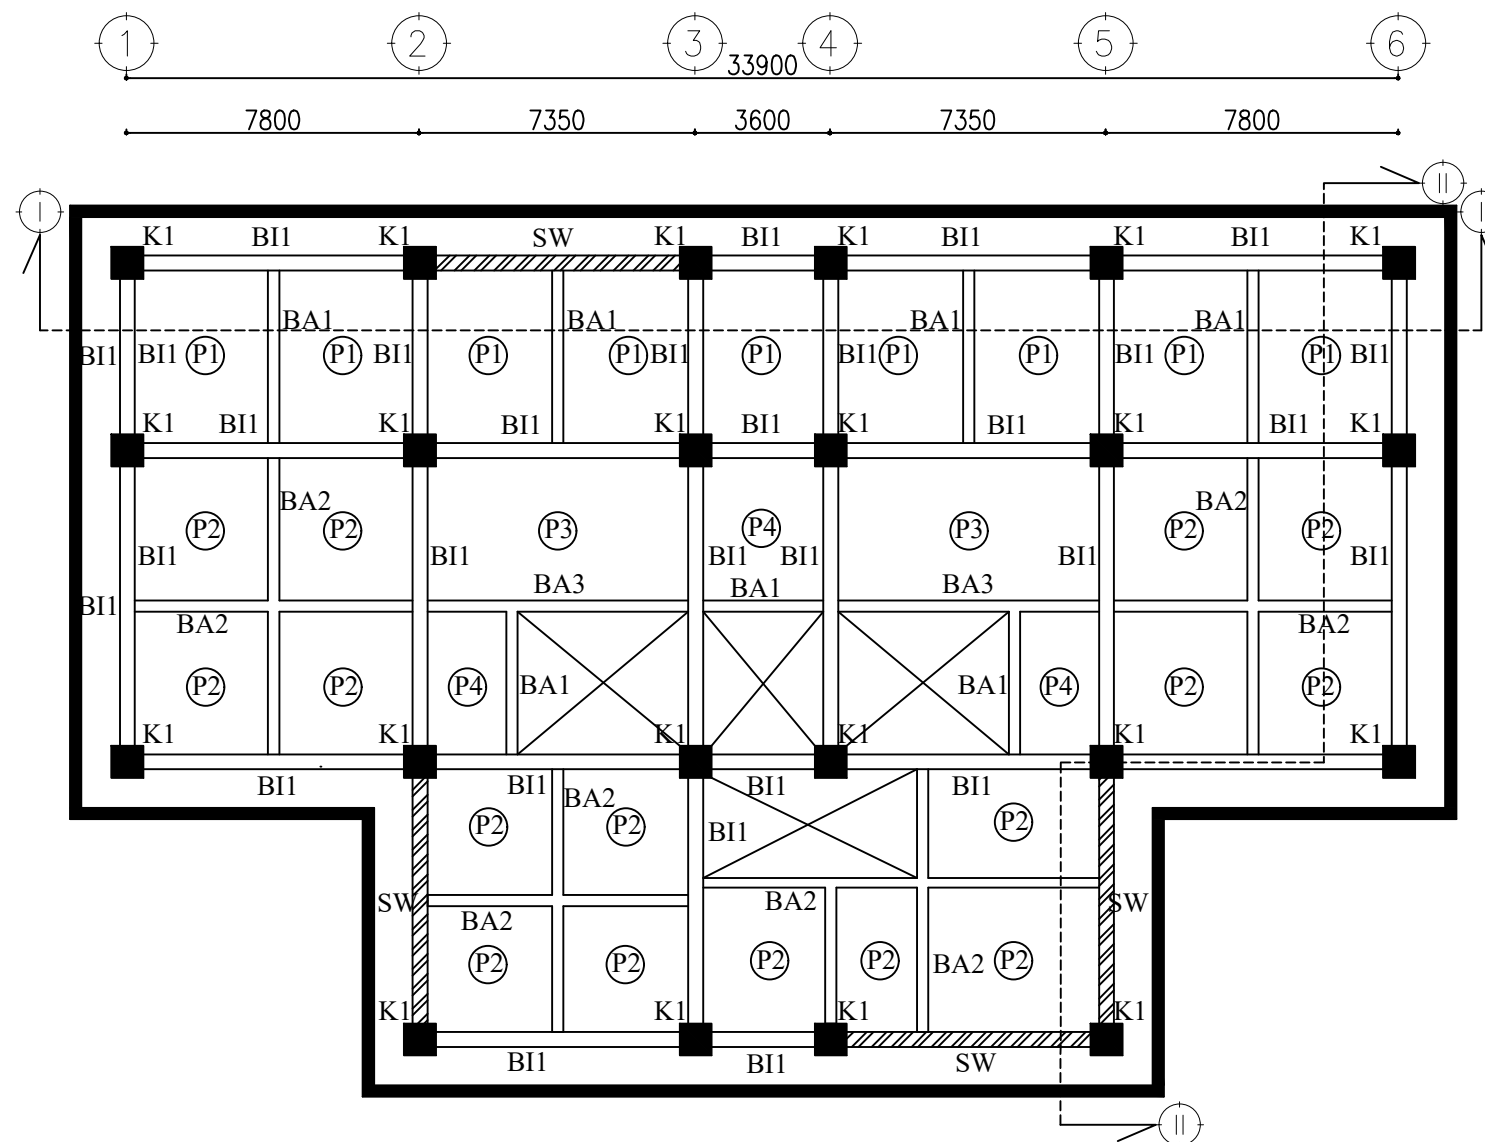 1 2 3 4 5 6
33900
7800 7350 3600 7350 7800
II
I I
K1 BI1 K1 SW K1 BI1 K1 BI1 K1 BI1 K1
BA1 BA1 BA1 BA1
BI1 BI1 P1 P1 BI1 P1 P1 BI1 P1 BI1 P1 P1 BI1 P1 P1 BI1
K1 BI1 K1 BI1 K1 BI1 K1 BI1 K1 BI1 K1
BA2 BA2
P2 P2 P3 P4 P3 P2 P2
BI1 BI1 BI1 BI1 BI1 BI1
BA3 BA1 BA3
BI1
BA2 BA2
P2 P2 P4 BA1 BA1 P4 P2 P2
K1 K1 K1 K1 K1 K1
BI1 BI1 BI1 BI1
BA2
P2 P2 BI1 P2
SW BA2 SW
BA2
P2 P2 P2 P2 BA2 P2
K1 K1 K1 K1
BI1 BI1 SW
II